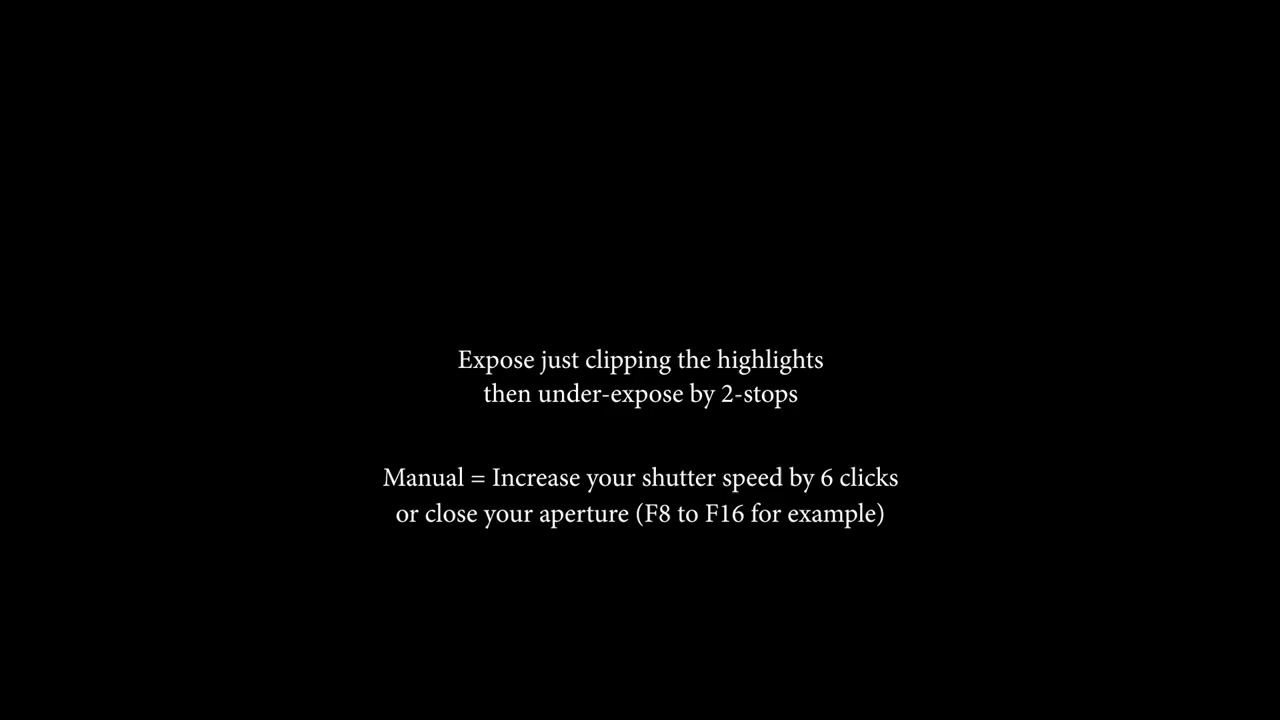 Expose just clipping the highlights
then under-expose by 2-stops
Manual = Increase your shutter speed by 6 clicks
or close your aperture (F8 to F16 for example)